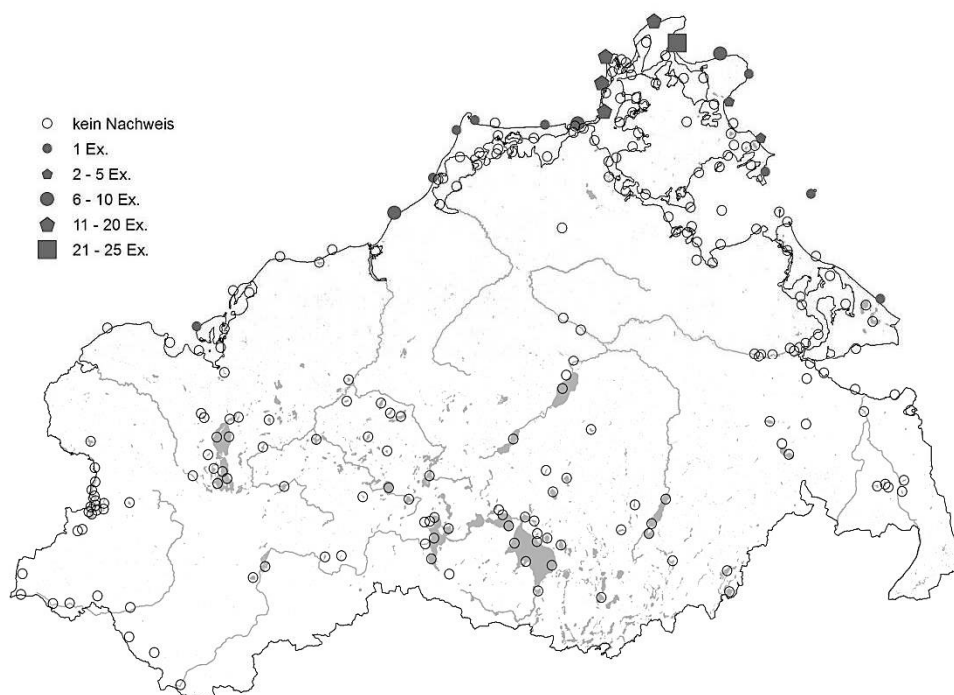 kein Nachweis
1 Ex.
2 - 5 Ex.
6 - 10 Ex.
11 - 20 Ex.
21 - 25 Ex.